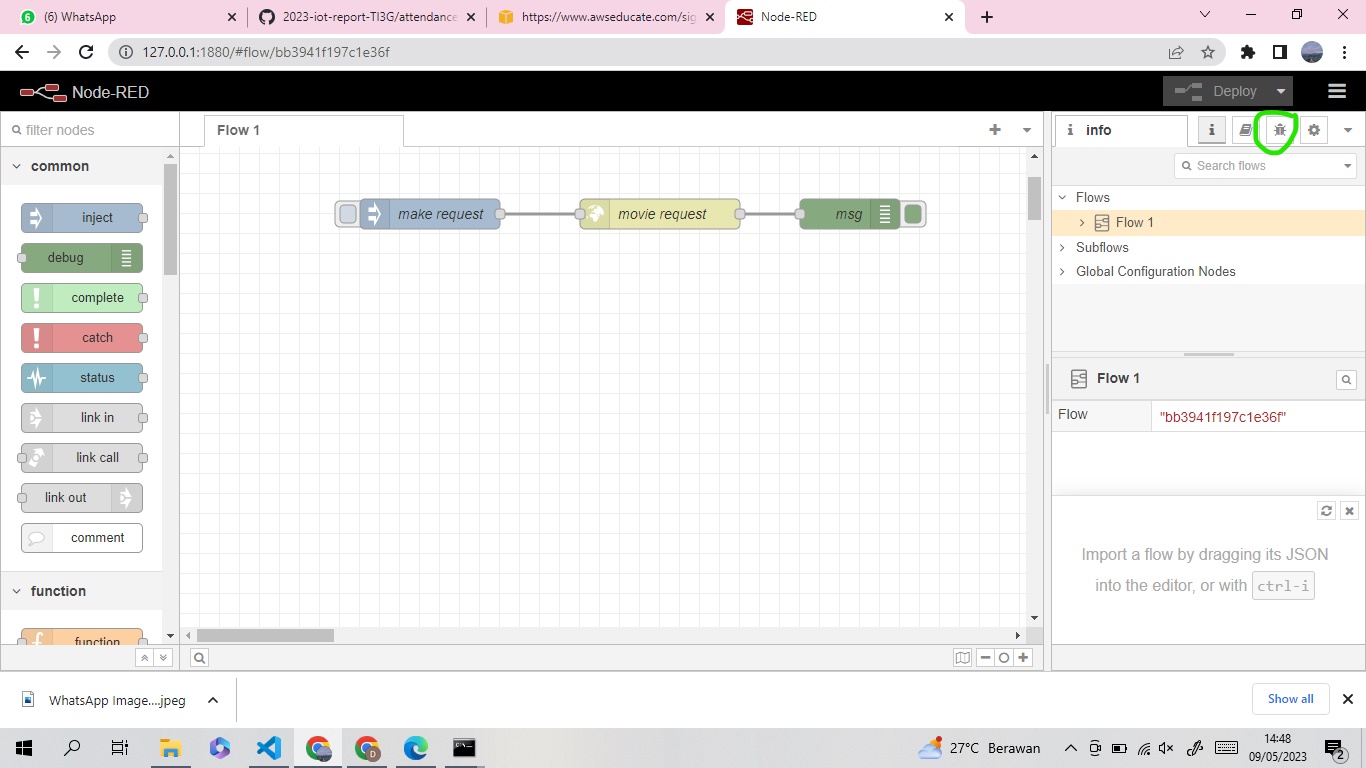 6
(6) WhatsApp
2023-iot-report-TI3G/attendance
https://www.awseducate.com/sig
Node-RED
127.0.0.1:1880/#flow/bb3941f197c1e36f
Node-RED
Deploy
filter nodes
Flow 1
i info
i
common
Search flows
Flows
inject
make request
movie request
msg
Flow 1
debug
Subflows
Global Configuration Nodes
complete
catch
status
Flow 1
link in
Flow
"bb3941f197c1e36f"
link call
link out
comment
Import a flow by dragging its JSON
into the editor, or with ctrl-i
function
function
WhatsApp Image....jpeg
Show all
D
27°C Berawan
14:48
09/05/2023
2